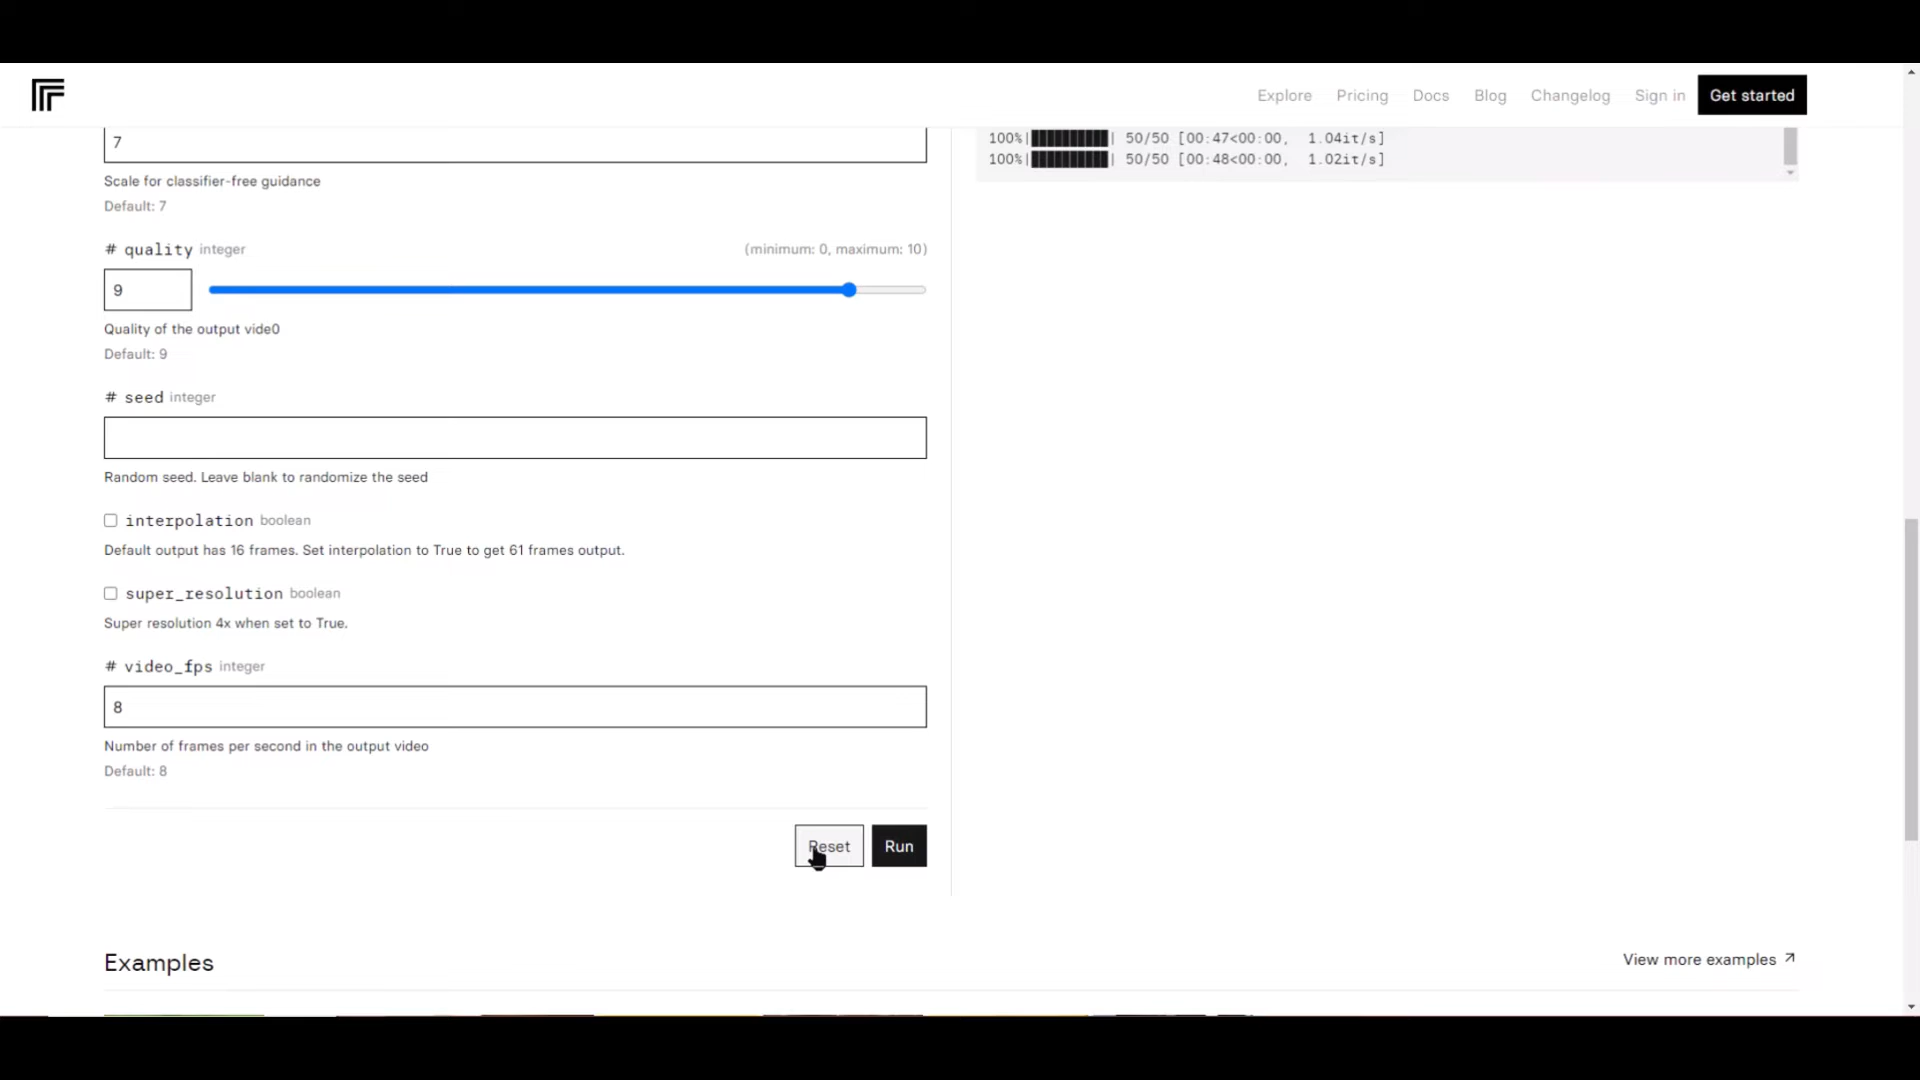 Explore Pricing Docs Blog Changelog Sign in Get started
7
Scale for classifier-free guidance
Default: 7
# quality integer (minimum: 0, maximum: 10)
9
Quality of the output vide0
Default: 9
# seed integer
Random seed. Leave blank to randomize the seed
interpolation boolean
Default output has 16 frames. Set interpolation to True to get 61 frames output.
super_resolution boolean
Super resolution 4x when set to True.
# video_fps integer
8
Number of frames per second in the output video
Default: 8
Reset Run
100%|██████████| 50/50 [00:47<00:00, 1.04it/s]
100%|██████████| 50/50 [00:48<00:00, 1.02it/s]
Examples
View more examples